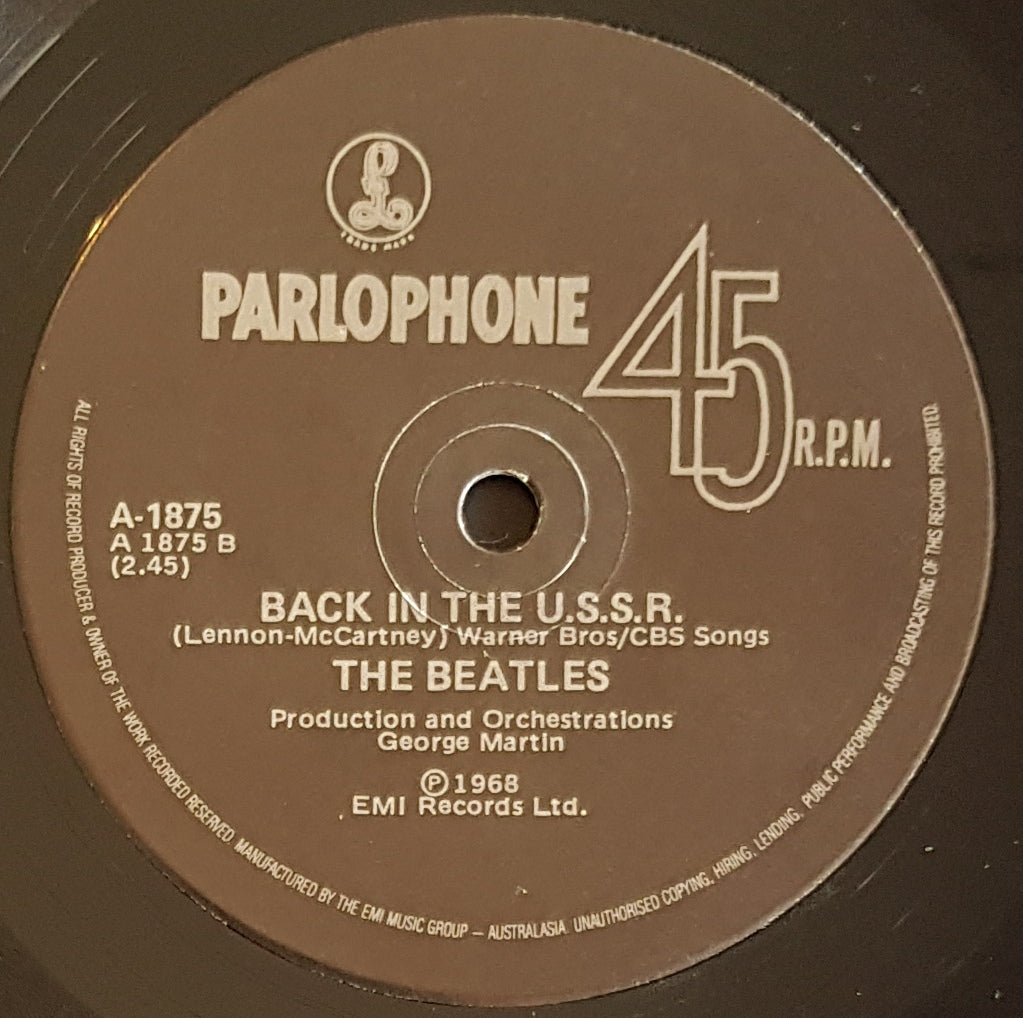 £
TRADE MARK
PARLOPHONE
45 R.P.M.
A-1875
A 1875 B
(2.45)
BACK IN THE U.S.S.R.
(Lennon-McCartney) Warner Bros/CBS Songs
THE BEATLES
Production and Orchestrations
George Martin
Ⓟ1968
EMI Records Ltd.
ALL RIGHTS OF RECORD PRODUCER & OWNER OF THE WORK RECORDED RESERVED. MANUFACTURED BY THE EMI MUSIC GROUP – AUSTRALASIA. UNAUTHORISED COPYING, HIRING, LENDING, PUBLIC PERFORMANCE AND BROADCASTING OF THIS RECORD PROHIBITED.